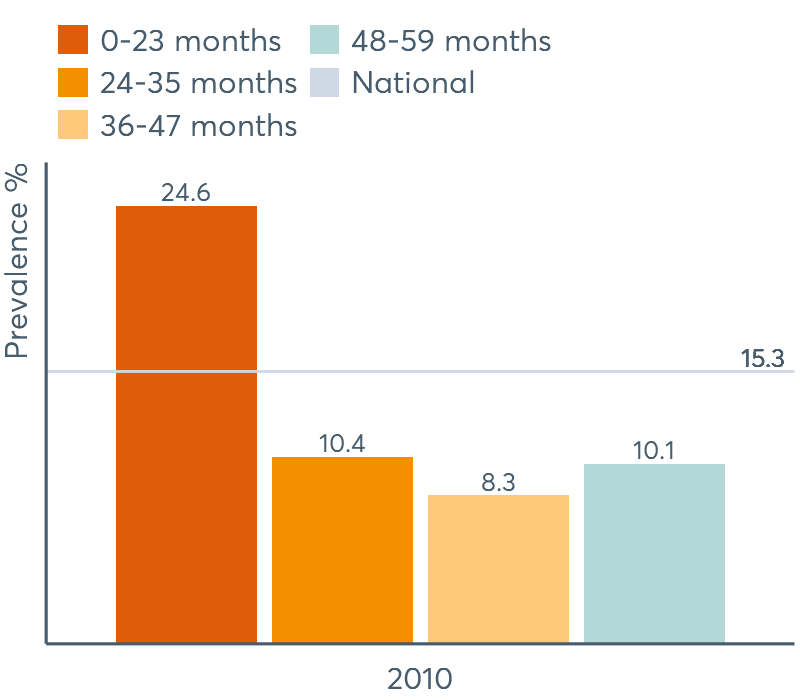 0-23 months
48-59 months
24-35 months
National
36-47 months
Prevalence %
24.6
15.3
10.4
10.1
8.3
2010